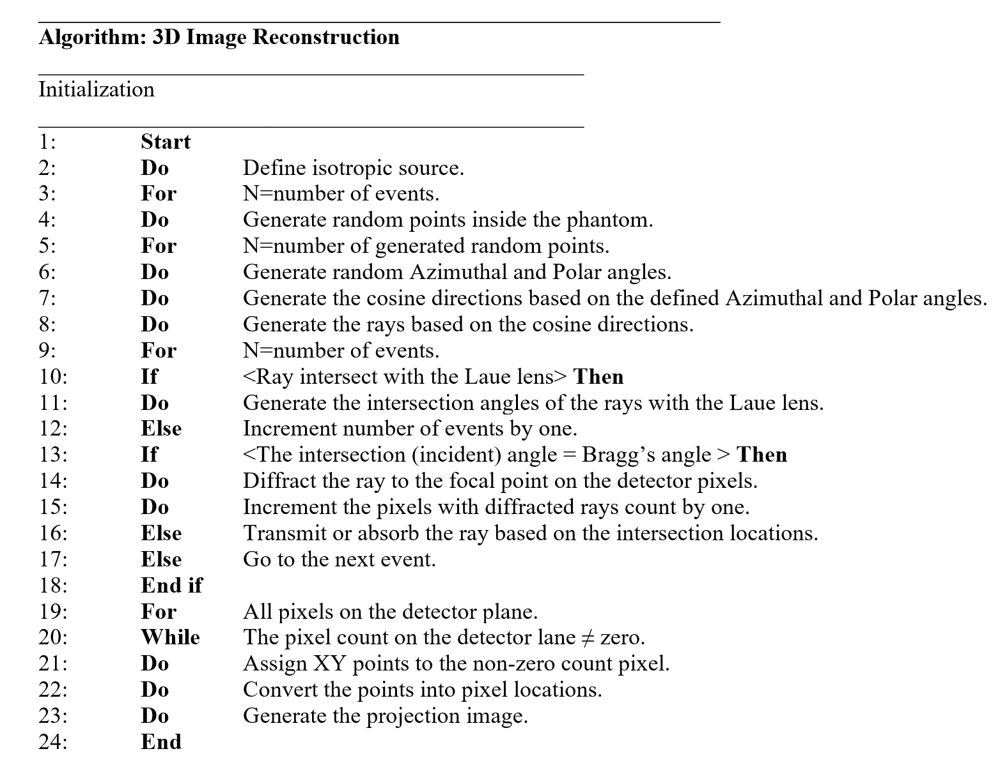 Algorithm: 3D Image Reconstruction
Initialization
1: Start
2: Do Define isotropic source.
3: For N=number of events.
4: Do Generate random points inside the phantom.
5: For N=number of generated random points.
6: Do Generate random Azimuthal and Polar angles.
7: Do Generate the cosine directions based on the defined Azimuthal and Polar angles.
8: Do Generate the rays based on the cosine directions.
9: For N=number of events.
10: If <Ray intersect with the Laue lens> Then
11: Do Generate the intersection angles of the rays with the Laue lens.
12: Else Increment number of events by one.
13: If <The intersection (incident) angle = Bragg’s angle > Then
14: Do Diffract the ray to the focal point on the detector pixels.
15: Do Increment the pixels with diffracted rays count by one.
16: Else Transmit or absorb the ray based on the intersection locations.
17: Else Go to the next event.
18: End if
19: For All pixels on the detector plane.
20: While The pixel count on the detector lane ≠ zero.
21: Do Assign XY points to the non-zero count pixel.
22: Do Convert the points into pixel locations.
23: Do Generate the projection image.
24: End